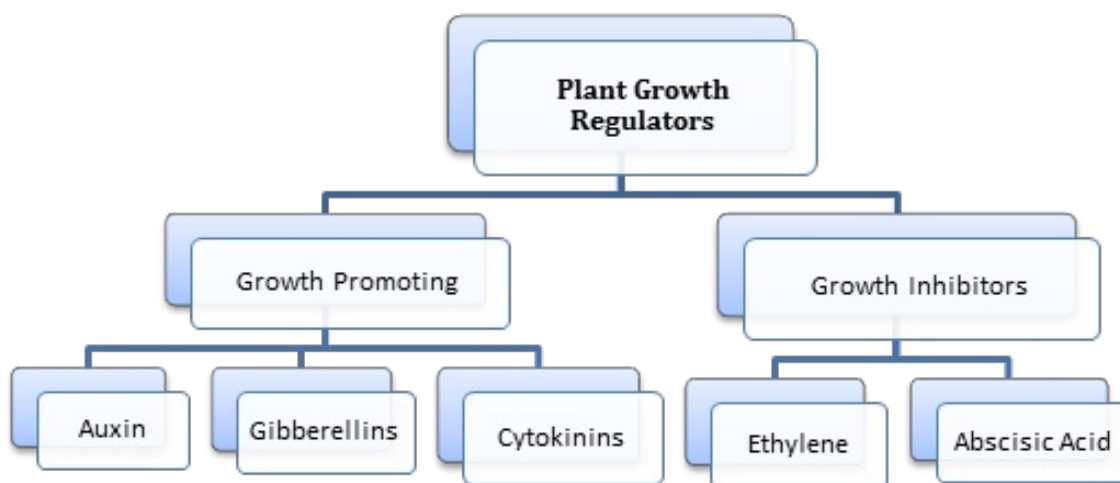 Plant Growth
Regulators
Growth Promoting
Growth Inhibitors
Auxin
Gibberellins
Cytokinins
Ethylene
Abscisic Acid